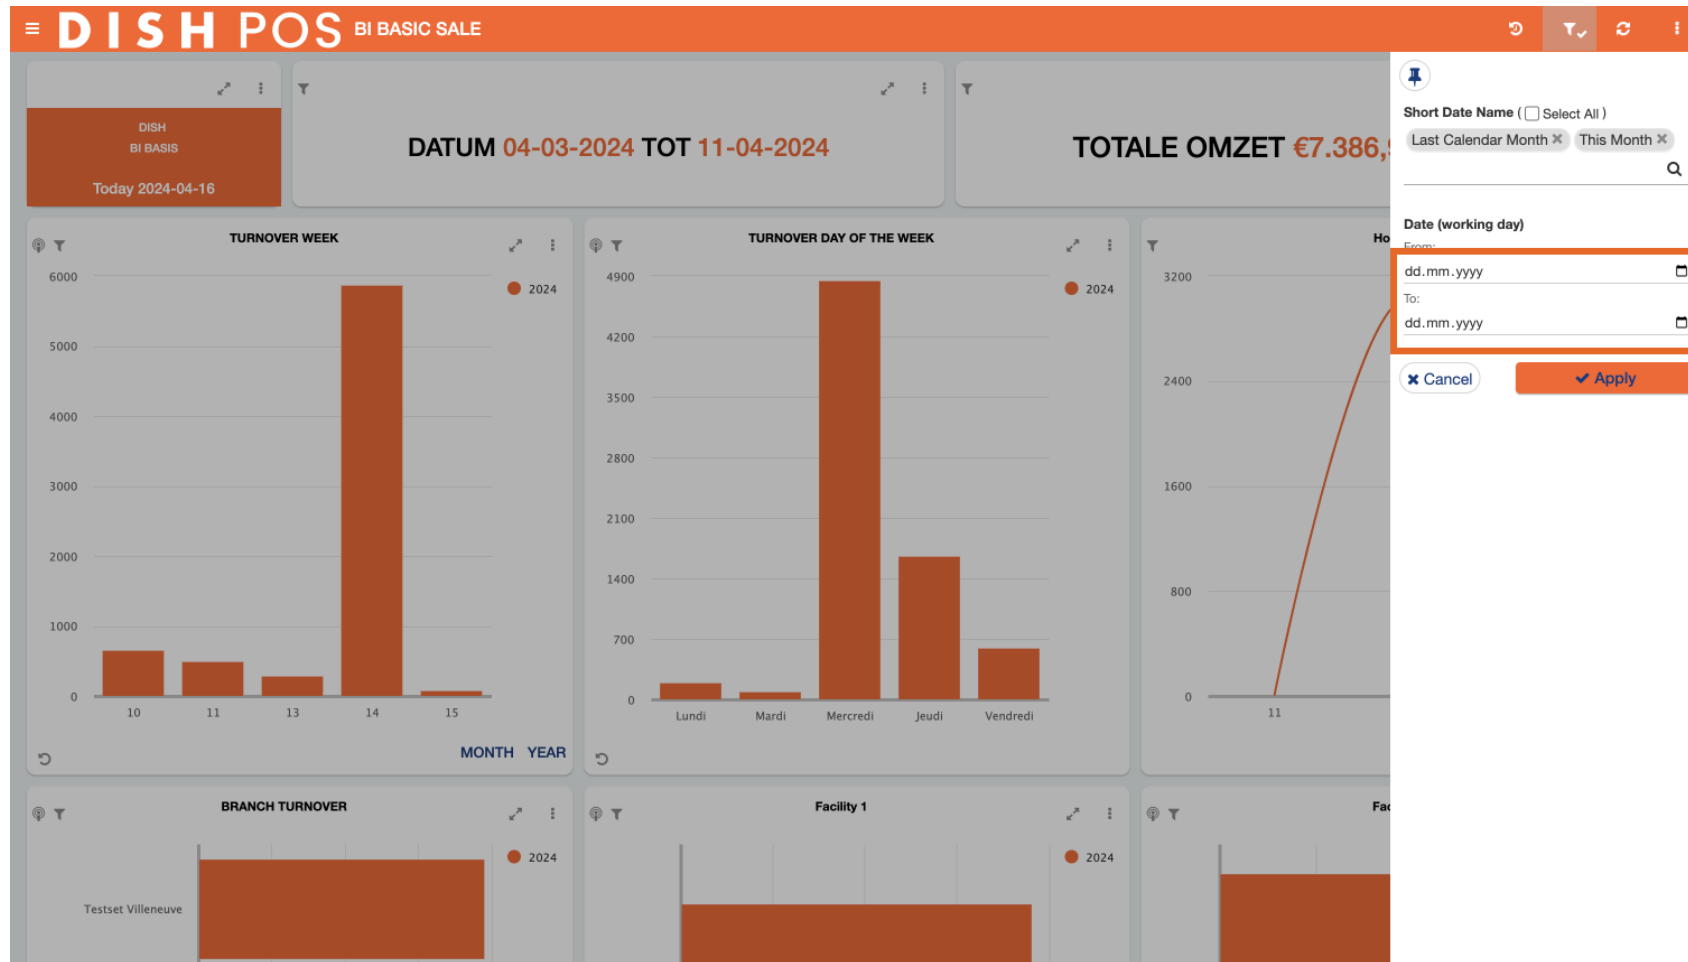 DISH POS BI BASIC SALE
DISH
BI BASIS
Today 2024-04-16
DATUM 04-03-2024 TOT 11-04-2024
TOTALE OMZET €7.386,
Short Date Name ( Select All )
Last Calendar Month
This Month
Date (working day)
From:
dd.mm.yyyy
To:
dd.mm.yyyy
Cancel
Apply
TURNOVER WEEK
2024
6000
5000
4000
3000
2000
1000
0
10 11 13 14 15
MONTH YEAR
TURNOVER DAY OF THE WEEK
2024
4900
4200
3500
2800
2100
1400
700
0
Lundi Mardi Mercredi Jeudi Vendredi
Ho
3200
2400
1600
800
0
11
BRANCH TURNOVER
2024
Testset Villeneuve
Facility 1
2024
Fac